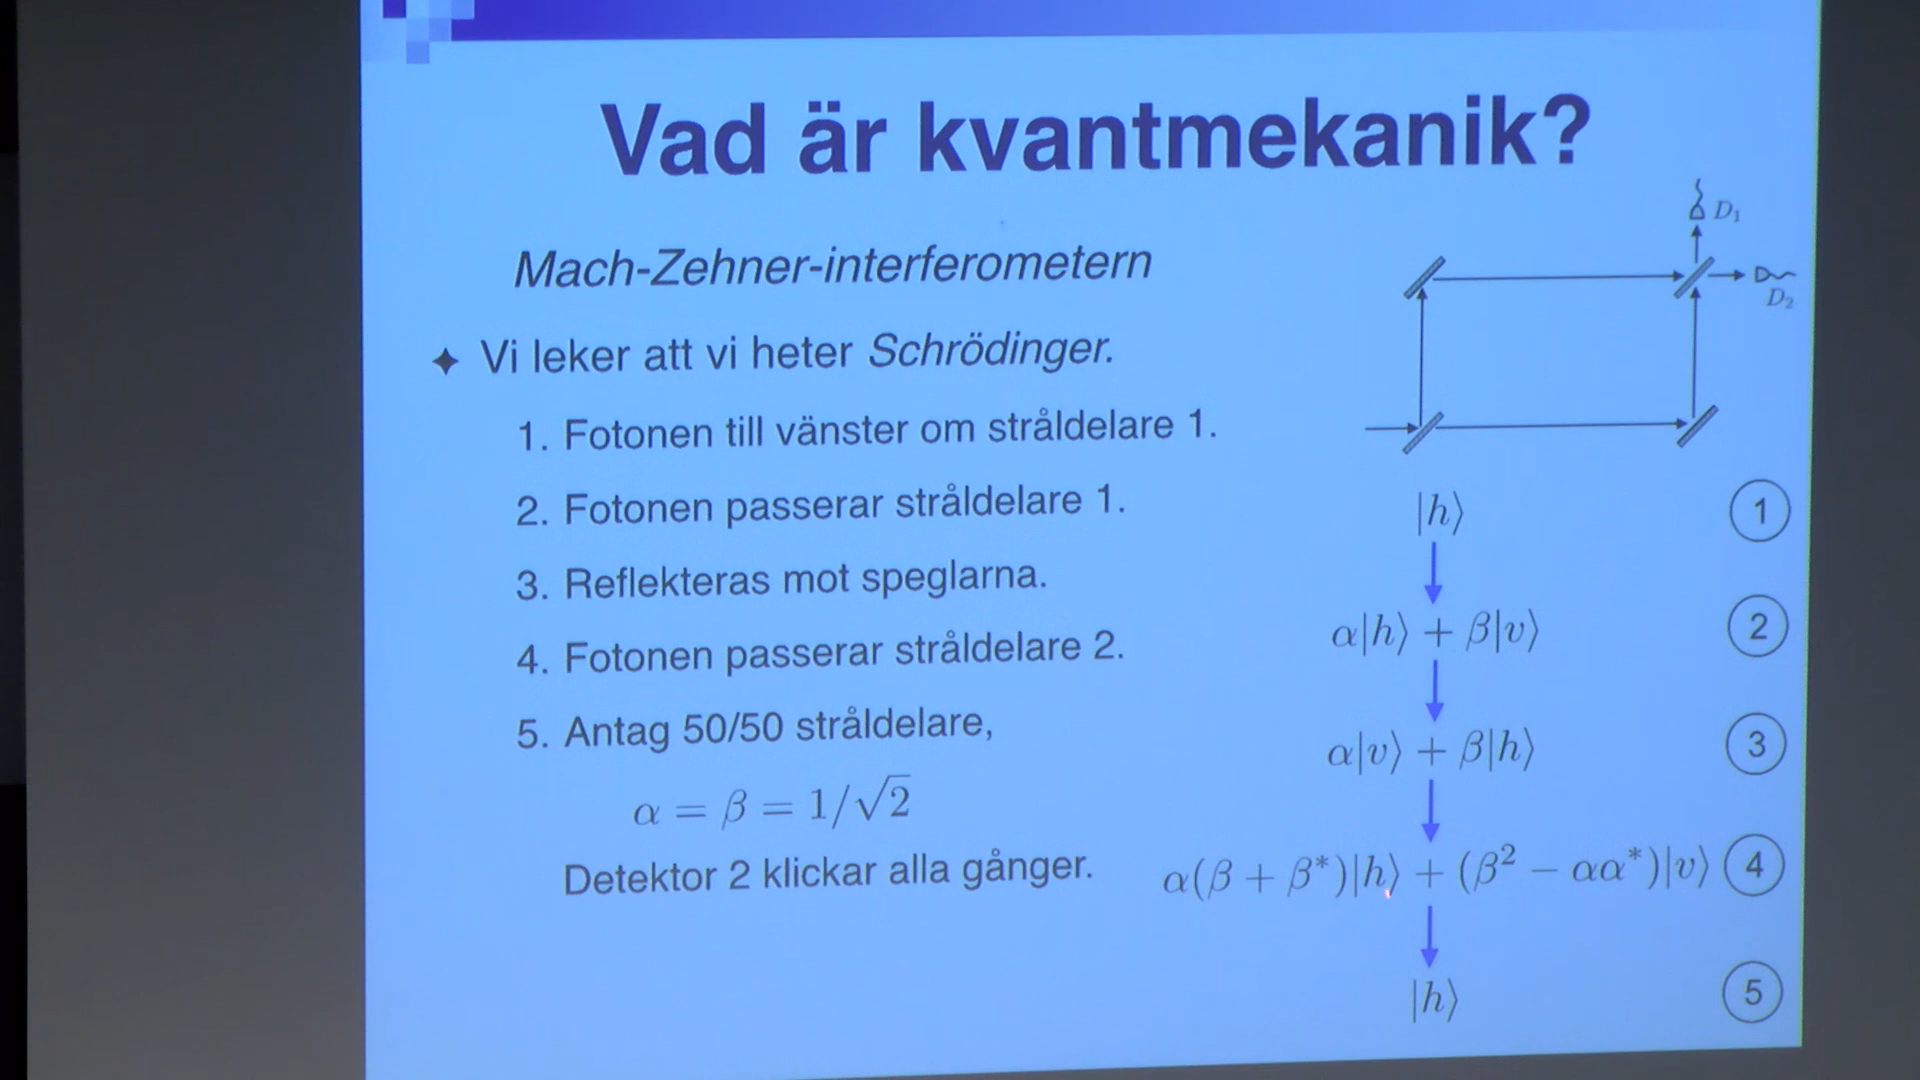 Vad är kvantmekanik?
Mach-Zehner-interferometern
✦ Vi leker att vi heter Schrödinger.
1. Fotonen till vänster om stråldelare 1.
2. Fotonen passerar stråldelare 1.
3. Reflekteras mot speglarna.
4. Fotonen passerar stråldelare 2.
5. Antag 50/50 stråldelare,
α = β = 1/√2
Detektor 2 klickar alla gånger.
D₁
D₂
|h⟩ 1
α|h⟩ + β|v⟩ 2
α|v⟩ + β|h⟩ 3
α(β + β*)|h⟩ + (β² − αα*)|v⟩ 4
|h⟩ 5